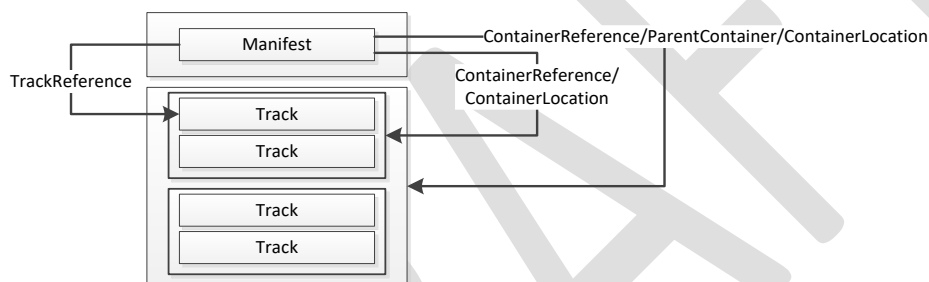 Manifest
ContainerReference/ParentContainer/ContainerLocation
TrackReference
ContainerReference/
ContainerLocation
Track
Track
Track
Track